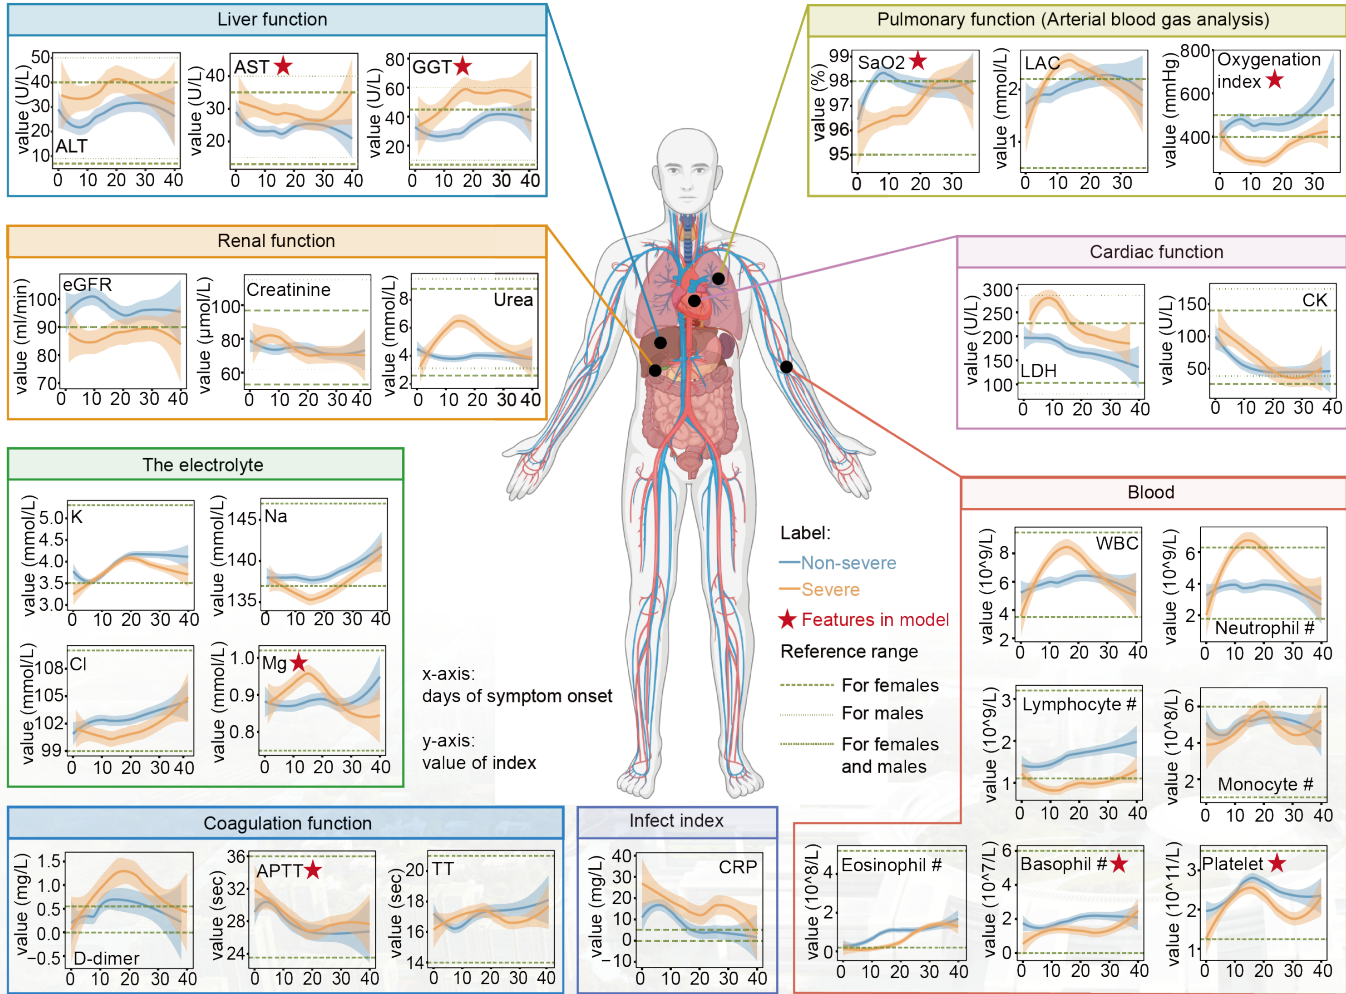 Liver function
value (U/L)
50
40
30
20
10
ALT
0 10 20 30 40
value (U/L)
40
20
AST
0 10 20 30 40
value (U/L)
80
60
40
20
GGT
0 10 20 30 40
Pulmonary function (Arterial blood gas analysis)
value (%)
99
98
97
96
95
SaO2
0 10 20 30
value (mmol/L)
2
1
LAC
0 10 20 30
value (mmHg)
800
600
400
Oxygenation
index
0 10 20 30
Renal function
value (ml/min)
100
90
80
70
eGFR
0 10 20 30 40
value (μmol/L)
100
80
60
Creatinine
0 10 20 30 40
value (mmol/L)
8
6
4
2
Urea
0 10 20 30 40
Cardiac function
value (U/L)
300
250
200
150
100
LDH
0 10 20 30 40
value (U/L)
150
100
50
CK
0 10 20 30 40
The electrolyte
value (mmol/L)
5.0
4.5
4.0
3.5
3.0
K
0 10 20 30 40
value (mmol/L)
145
140
135
Na
0 10 20 30 40
value (mmol/L)
108
105
102
99
Cl
0 10 20 30 40
value (mmol/L)
1.0
0.9
0.8
Mg
0 10 20 30 40
x-axis:
days of symptom onset
y-axis:
value of index
Label:
Non-severe
Severe
Features in model
Reference range
For females
For males
For females
and males
Blood
value (10^9/L)
8
6
4
2
WBC
0 10 20 30 40
value (10^9/L)
6
4
2
Neutrophil #
0 10 20 30 40
value (10^9/L)
3
2
1
Lymphocyte #
0 10 20 30 40
value (10^8/L)
6
4
2
Monocyte #
0 10 20 30 40
value (10^8/L)
4
2
0
Eosinophil #
0 10 20 30 40
value (10^7/L)
6
4
2
0
Basophil #
0 10 20 30 40
value (10^11/L)
3
2
1
Platelet
0 10 20 30 40
Coagulation function
value (mg/L)
1.5
1.0
0.5
0.0
−0.5
D-dimer
0 10 20 30 40
value (sec)
36
32
28
24
APTT
0 10 20 30 40
value (sec)
20
18
16
14
TT
0 10 20 30 40
Infect index
value (mg/L)
40
30
20
10
0
−10
CRP
0 10 20 30 40